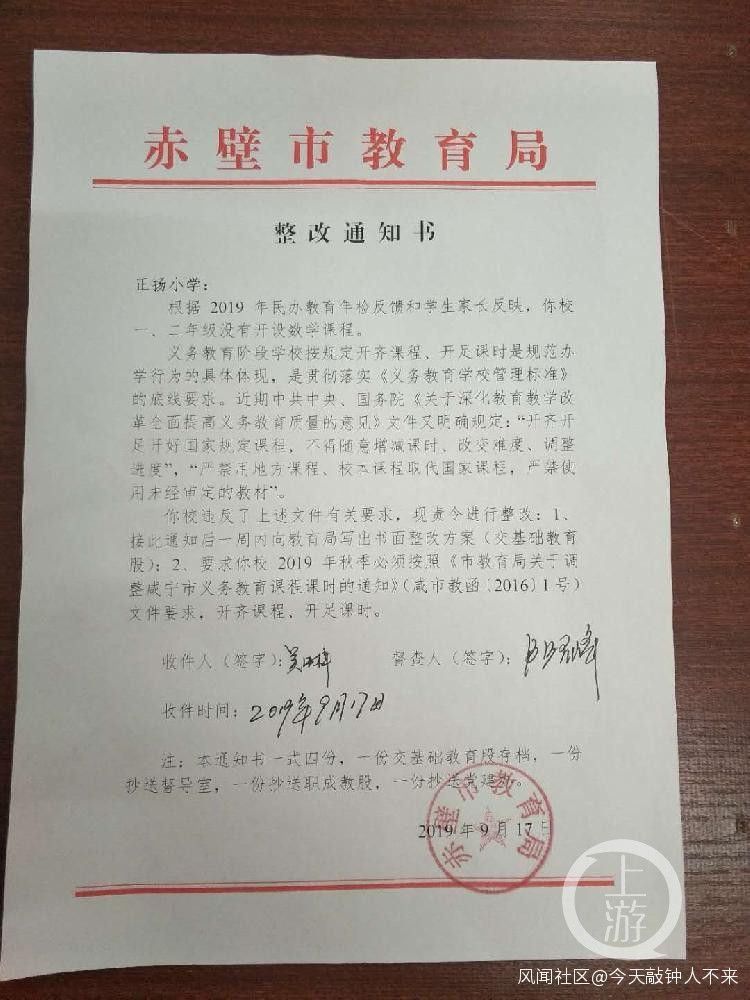 赤壁市教育局
整改通知书
正扬小学：
根据 2019 年民办教育年检反馈和学生家长反映，你校
一、二年级没有开设数学课程。
义务教育阶段学校按规定开齐课程、开足课时是规范办
学行为的具体体现，是贯彻落实《义务教育学校管理标准》
的底线要求。近期中共中央、国务院《关于深化教育教学改
革全面提高义务教育质量的意见》文件又明确规定：“开齐开
足开好国家规定课程，不得随意增减课时、改变难度、调整
进度”，“严禁用地方课程、校本课程取代国家课程，严禁使
用未经审定的教材”。
你校违反了上述文件有关要求，现责令进行整改：1、
接此通知后一周内向教育局写出书面整改方案（交基础教育
股）；2、要求你校 2019 年秋季必须按照《市教育局关于调
整咸宁市义务教育课程课时的通知》（咸市教函〔2016〕1 号）
文件要求，开齐课程、开足课时。
收件人（签字）： 督查人（签字）：
收件时间：2019年9月17日
注：本通知书一式四份，一份交基础教育股存档，一份
抄送督导室，一份抄送职成教股，一份抄送党建办。
2019 年 9 月 17 日
赤壁市教育局
上游
风闻社区@今天敲钟人不来